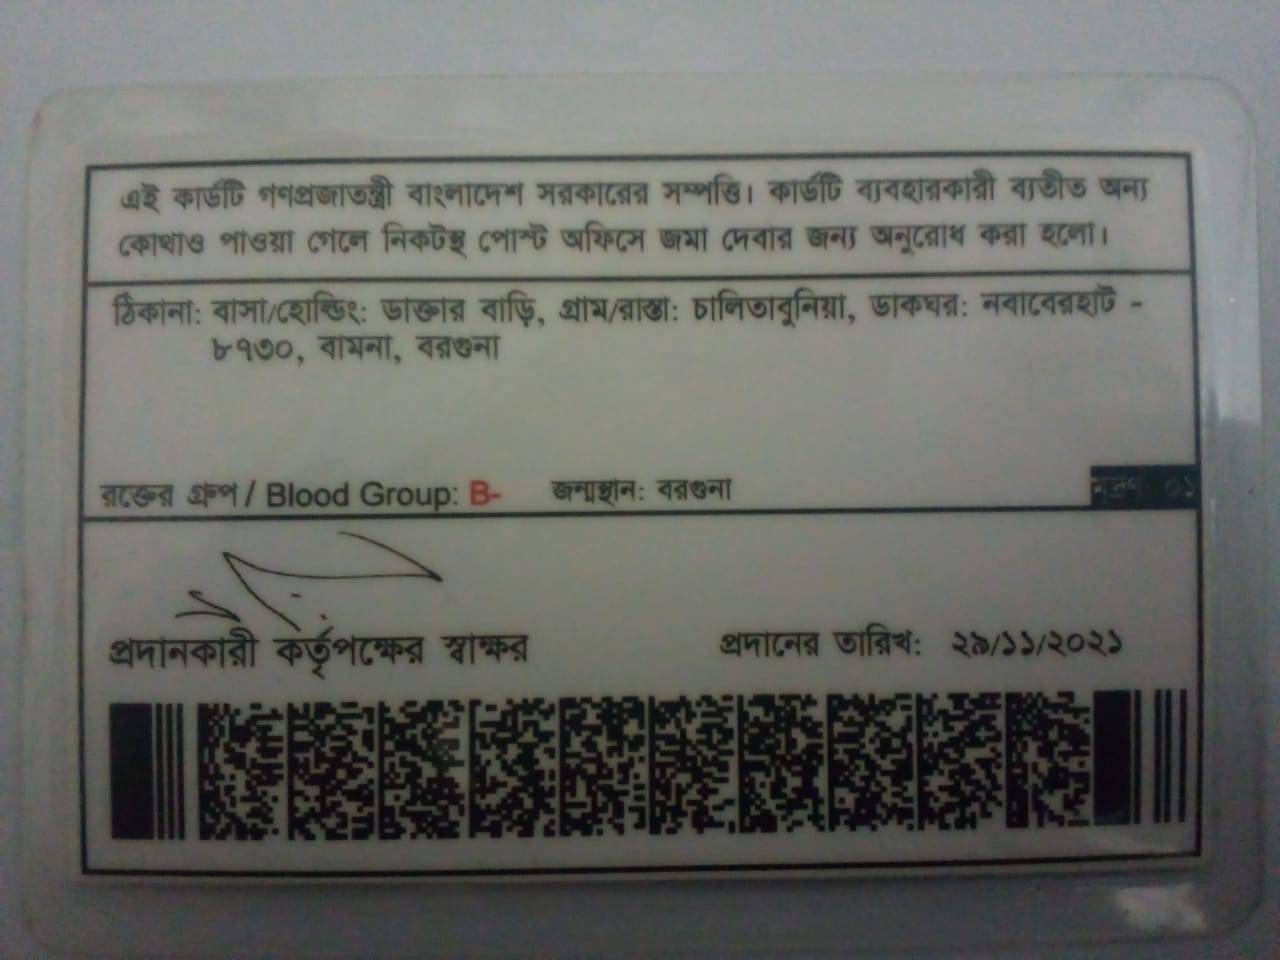 এই কার্ডটি গণপ্রজাতন্ত্রী বাংলাদেশ সরকারের সম্পত্তি। কার্ডটি ব্যবহারকারী ব্যতীত অন্য
কোথাও পাওয়া গেলে নিকটস্থ পোস্ট অফিসে জমা দেবার জন্য অনুরোধ করা হলো।
ঠিকানা: বাসা/হোল্ডিং: ডাক্তার বাড়ি, গ্রাম/রাস্তা: চালিতাবুনিয়া, ডাকঘর: নবাবেরহাট -
৮৭৩০, বামনা, বরগুনা
রক্তের গ্রুপ / Blood Group: B- জন্মস্থান: বরগুনা মুদ্রণ: ০১
প্রদানকারী কর্তৃপক্ষের স্বাক্ষর প্রদানের তারিখ: ২৯/১১/২০২১